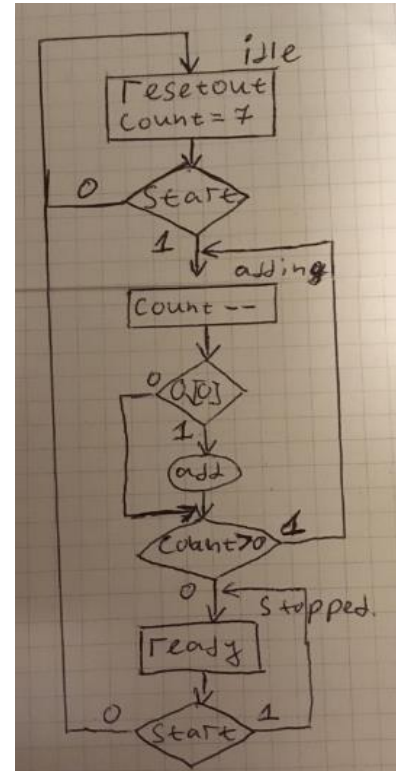 idle
resetout
count = 7
0
Start
1
adding
Count --
0
O[0]
1
add
Count>0
1
0
Stopped.
ready
0
Start
1